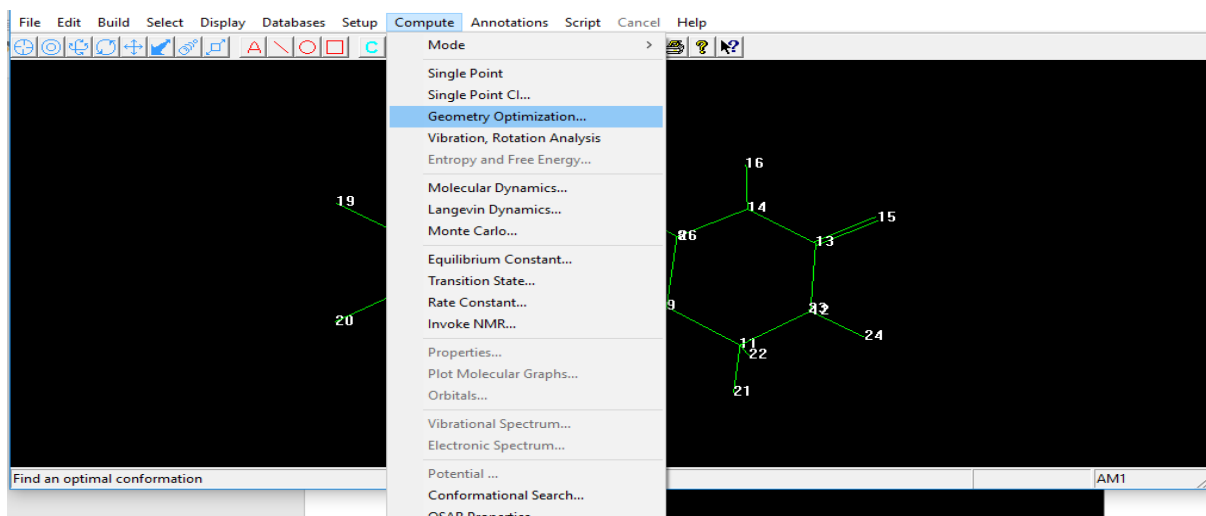 File Edit Build Select Display Databases Setup Compute Annotations Script Cancel Help
A C ? ?
Mode >
Single Point
Single Point CI...
Geometry Optimization...
Vibration, Rotation Analysis
Entropy and Free Energy...
Molecular Dynamics...
Langevin Dynamics...
Monte Carlo...
Equilibrium Constant...
Transition State...
Rate Constant...
Invoke NMR...
Properties...
Plot Molecular Graphs...
Orbitals...
Vibrational Spectrum...
Electronic Spectrum...
Potential ...
Conformational Search...
QSAR Properties
16
19
14
15
13
20
9
24
11
22
21
Find an optimal conformation
AM1